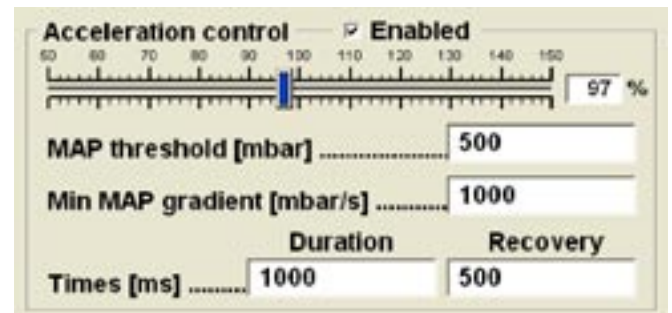 Acceleration control Enabled
50 60 70 80 90 100 110 120 130 140 150
97 %
MAP threshold [mbar] .................... 500
Min MAP gradient [mbar/s] ........... 1000
Duration Recovery
Times [ms] ......... 1000 500